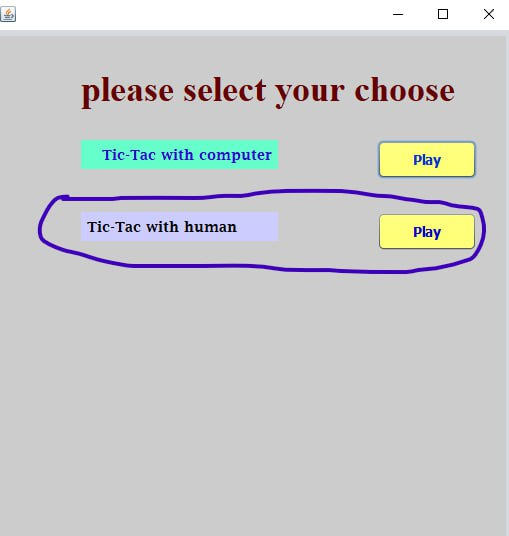 please select your choose
Tic-Tac with computer
Play
Tic-Tac with human
Play